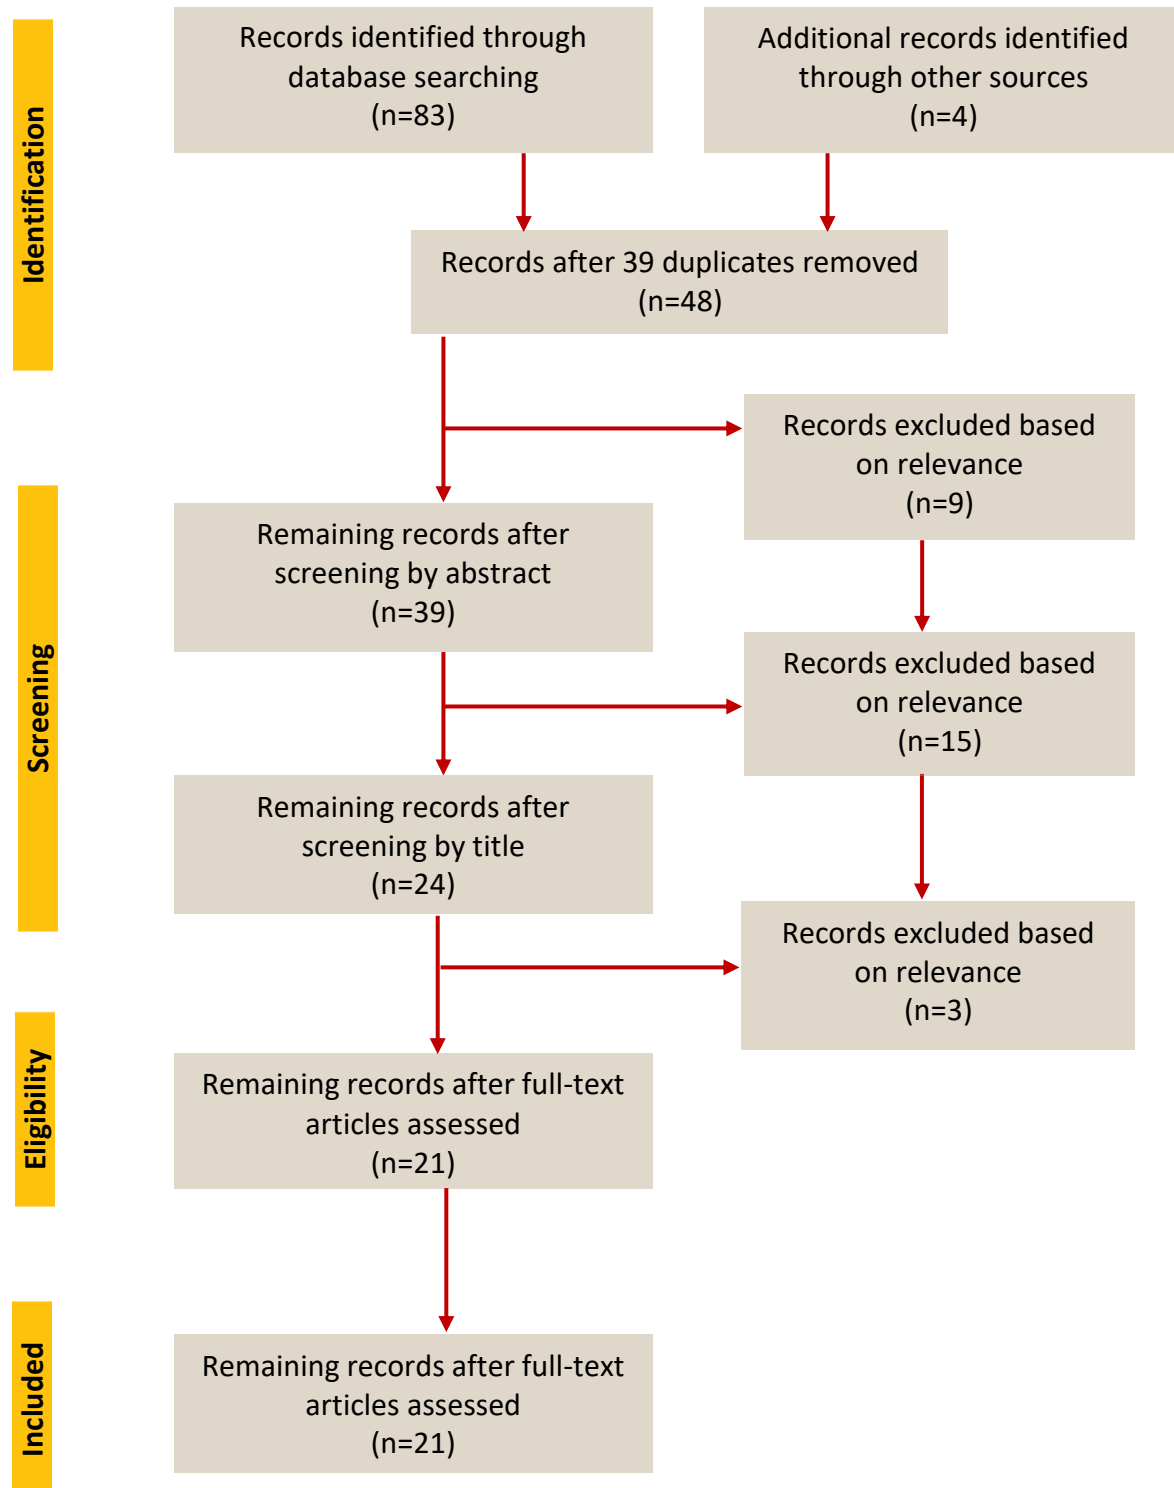 Identification
Records identified through
database searching
(n=83)
Additional records identified
through other sources
(n=4)
Records after 39 duplicates removed
(n=48)
Records excluded based
on relevance
(n=9)
Screening
Remaining records after
screening by abstract
(n=39)
Records excluded based
on relevance
(n=15)
Remaining records after
screening by title
(n=24)
Records excluded based
on relevance
(n=3)
Eligibility
Remaining records after full-text
articles assessed
(n=21)
Included
Remaining records after full-text
articles assessed
(n=21)